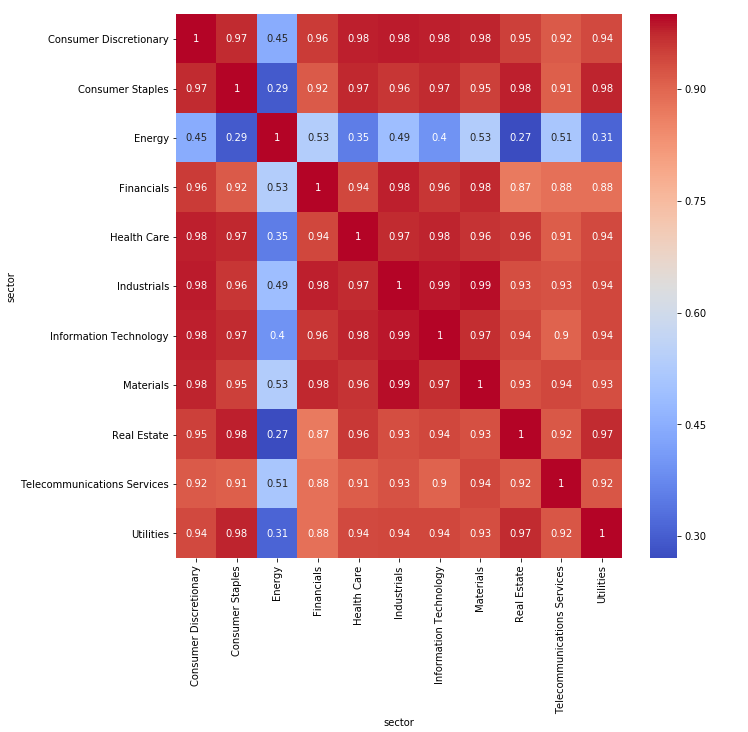 Consumer Discretionary 1 0.97 0.45 0.96 0.98 0.98 0.98 0.98 0.95 0.92 0.94
Consumer Staples 0.97 1 0.29 0.92 0.97 0.96 0.97 0.95 0.98 0.91 0.98
Energy 0.45 0.29 1 0.53 0.35 0.49 0.4 0.53 0.27 0.51 0.31
Financials 0.96 0.92 0.53 1 0.94 0.98 0.96 0.98 0.87 0.88 0.88
Health Care 0.98 0.97 0.35 0.94 1 0.97 0.98 0.96 0.96 0.91 0.94
Industrials 0.98 0.96 0.49 0.98 0.97 1 0.99 0.99 0.93 0.93 0.94
Information Technology 0.98 0.97 0.4 0.96 0.98 0.99 1 0.97 0.94 0.9 0.94
Materials 0.98 0.95 0.53 0.98 0.96 0.99 0.97 1 0.93 0.94 0.93
Real Estate 0.95 0.98 0.27 0.87 0.96 0.93 0.94 0.93 1 0.92 0.97
Telecommunications Services 0.92 0.91 0.51 0.88 0.91 0.93 0.9 0.94 0.92 1 0.92
Utilities 0.94 0.98 0.31 0.88 0.94 0.94 0.94 0.93 0.97 0.92 1
sector
Consumer Discretionary
Consumer Staples
Energy
Financials
Health Care
Industrials
Information Technology
Materials
Real Estate
Telecommunications Services
Utilities
sector
0.90
0.75
0.60
0.45
0.30